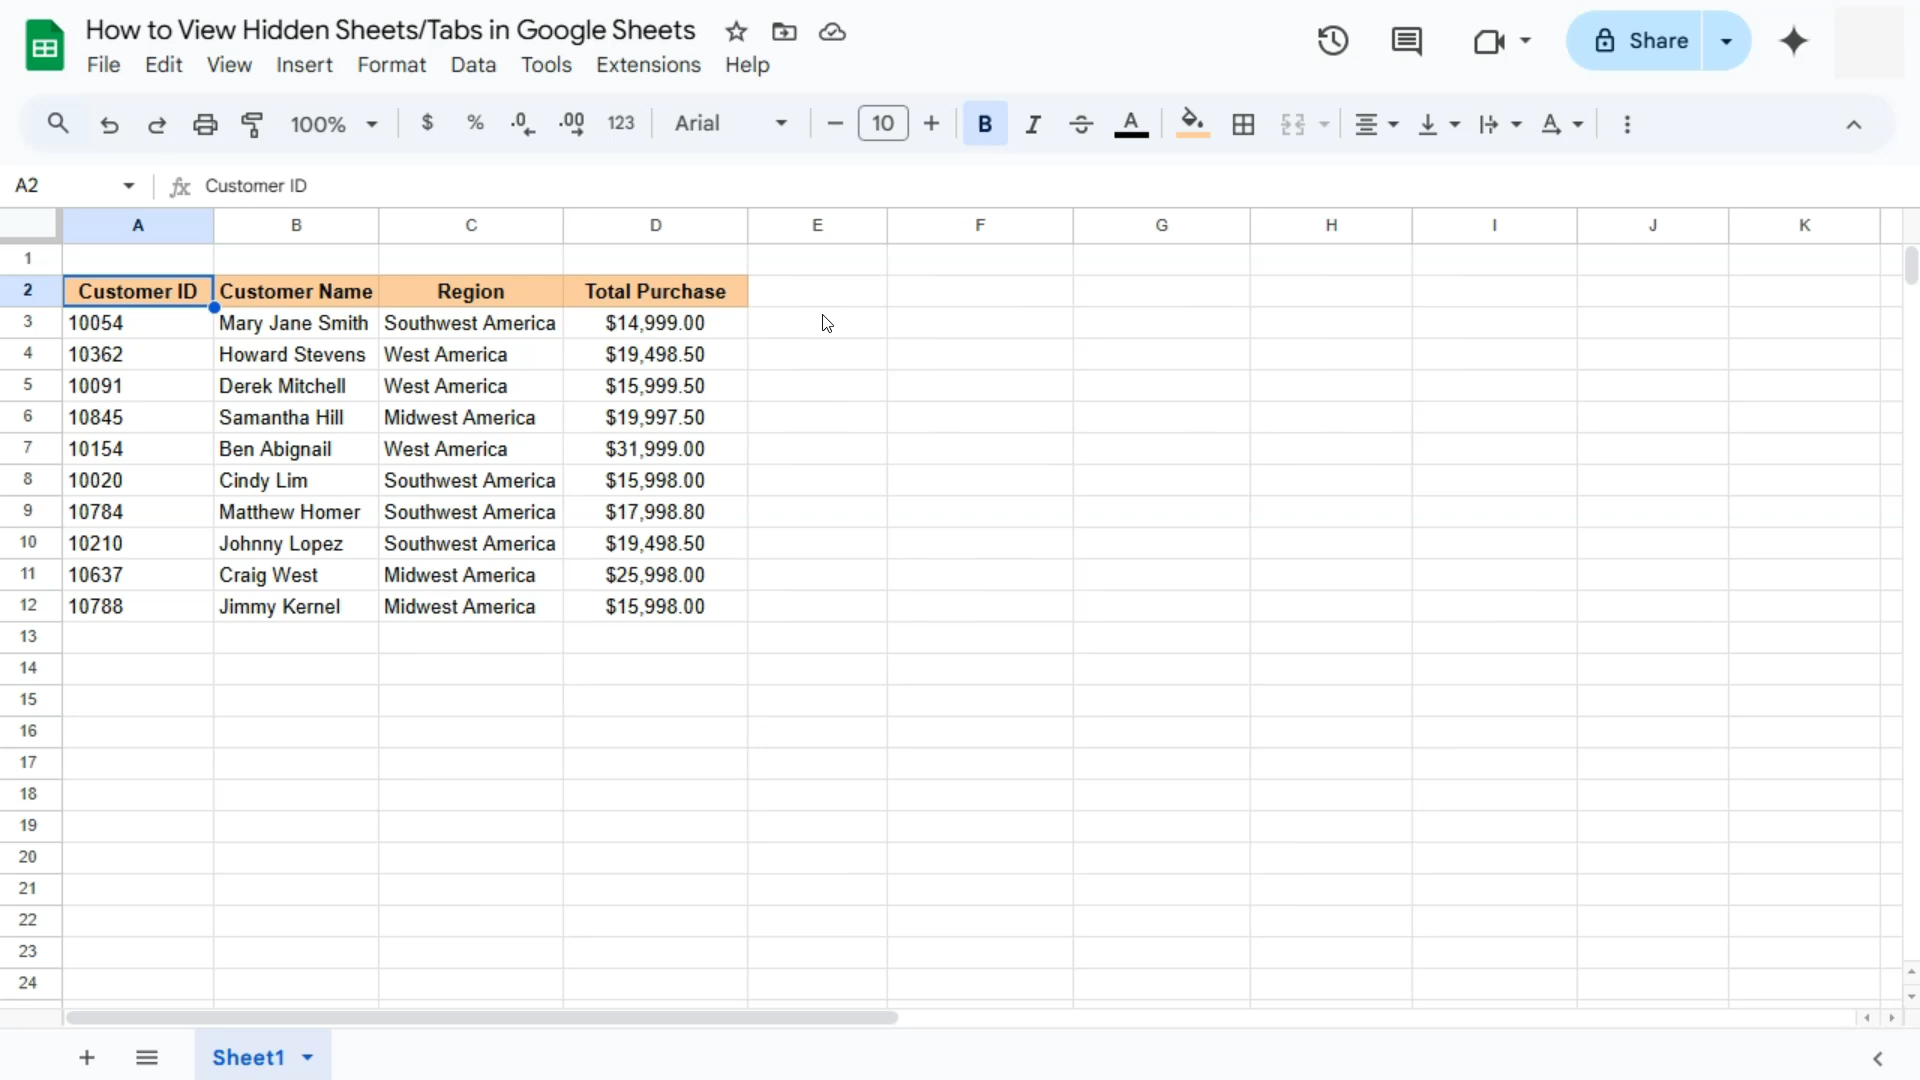 How to View Hidden Sheets/Tabs in Google Sheets
File Edit View Insert Format Data Tools Extensions Help
Share
100% $ % .0 .00 123 Arial 10 B I A A
A2 fx Customer ID
A B C D E F G H I J K
1
2 Customer ID Customer Name Region Total Purchase
3 10054 Mary Jane Smith Southwest America $14,999.00
4 10362 Howard Stevens West America $19,498.50
5 10091 Derek Mitchell West America $15,999.50
6 10845 Samantha Hill Midwest America $19,997.50
7 10154 Ben Abignail West America $31,999.00
8 10020 Cindy Lim Southwest America $15,998.00
9 10784 Matthew Homer Southwest America $17,998.80
10 10210 Johnny Lopez Southwest America $19,498.50
11 10637 Craig West Midwest America $25,998.00
12 10788 Jimmy Kernel Midwest America $15,998.00
13
14
15
16
17
18
19
20
21
22
23
24
Sheet1